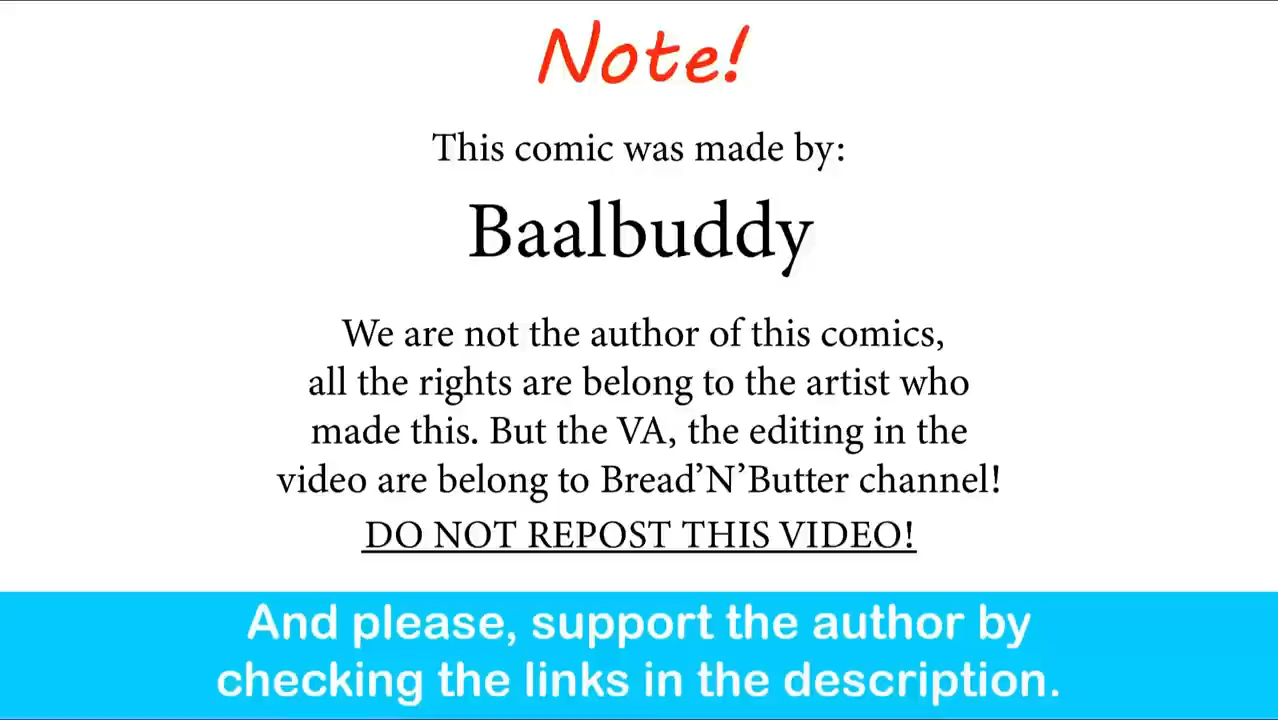 Note!
This comic was made by:
Baalbuddy
We are not the author of this comics,
all the rights are belong to the artist who
made this. But the VA, the editing in the
video are belong to Bread’N’Butter channel!
DO NOT REPOST THIS VIDEO!
And please, support the author by
checking the links in the description.